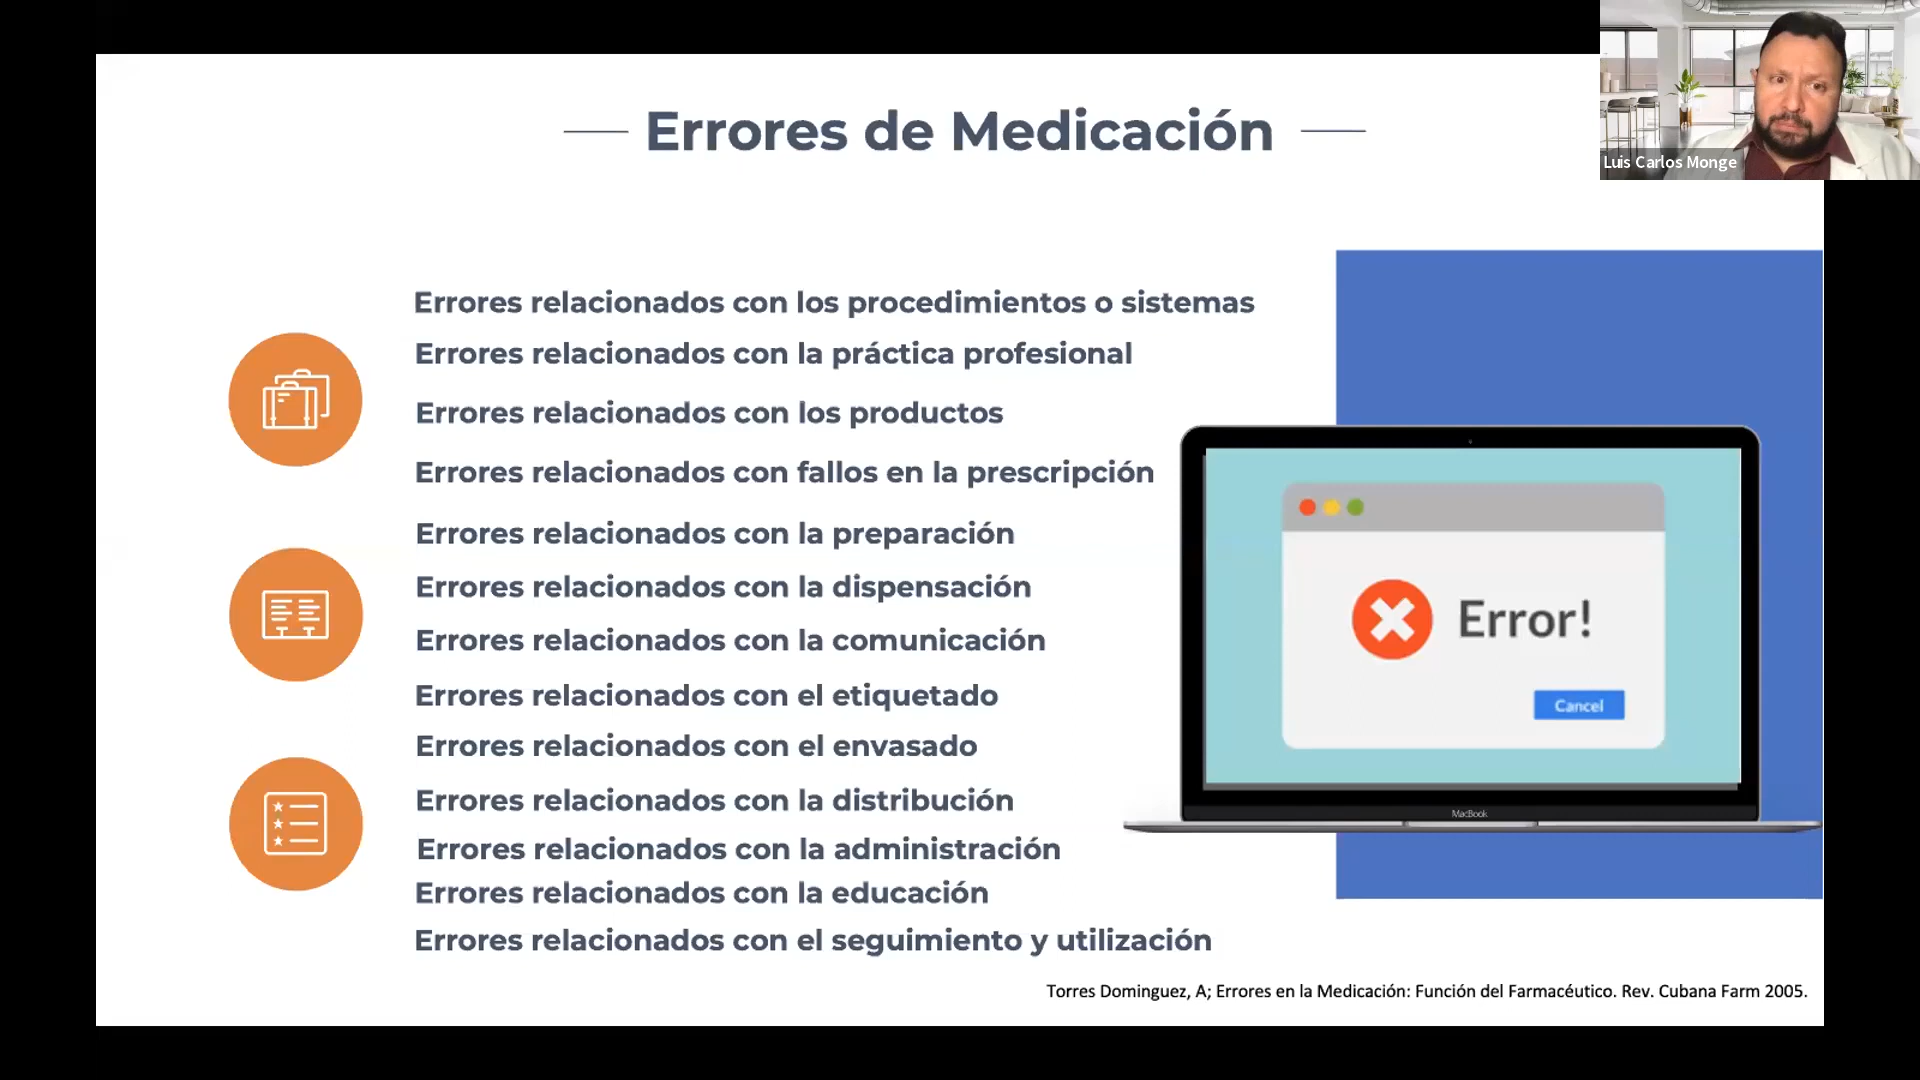 Errores de Medicación
Luis Carlos Monge
Errores relacionados con los procedimientos o sistemas
Errores relacionados con la práctica profesional
Errores relacionados con los productos
Errores relacionados con fallos en la prescripción
Errores relacionados con la preparación
Errores relacionados con la dispensación
Errores relacionados con la comunicación
Errores relacionados con el etiquetado
Errores relacionados con el envasado
Errores relacionados con la distribución
Errores relacionados con la administración
Errores relacionados con la educación
Errores relacionados con el seguimiento y utilización
Error!
Cancel
MacBook
Torres Dominguez, A; Errores en la Medicación: Función del Farmacéutico. Rev. Cubana Farm 2005.